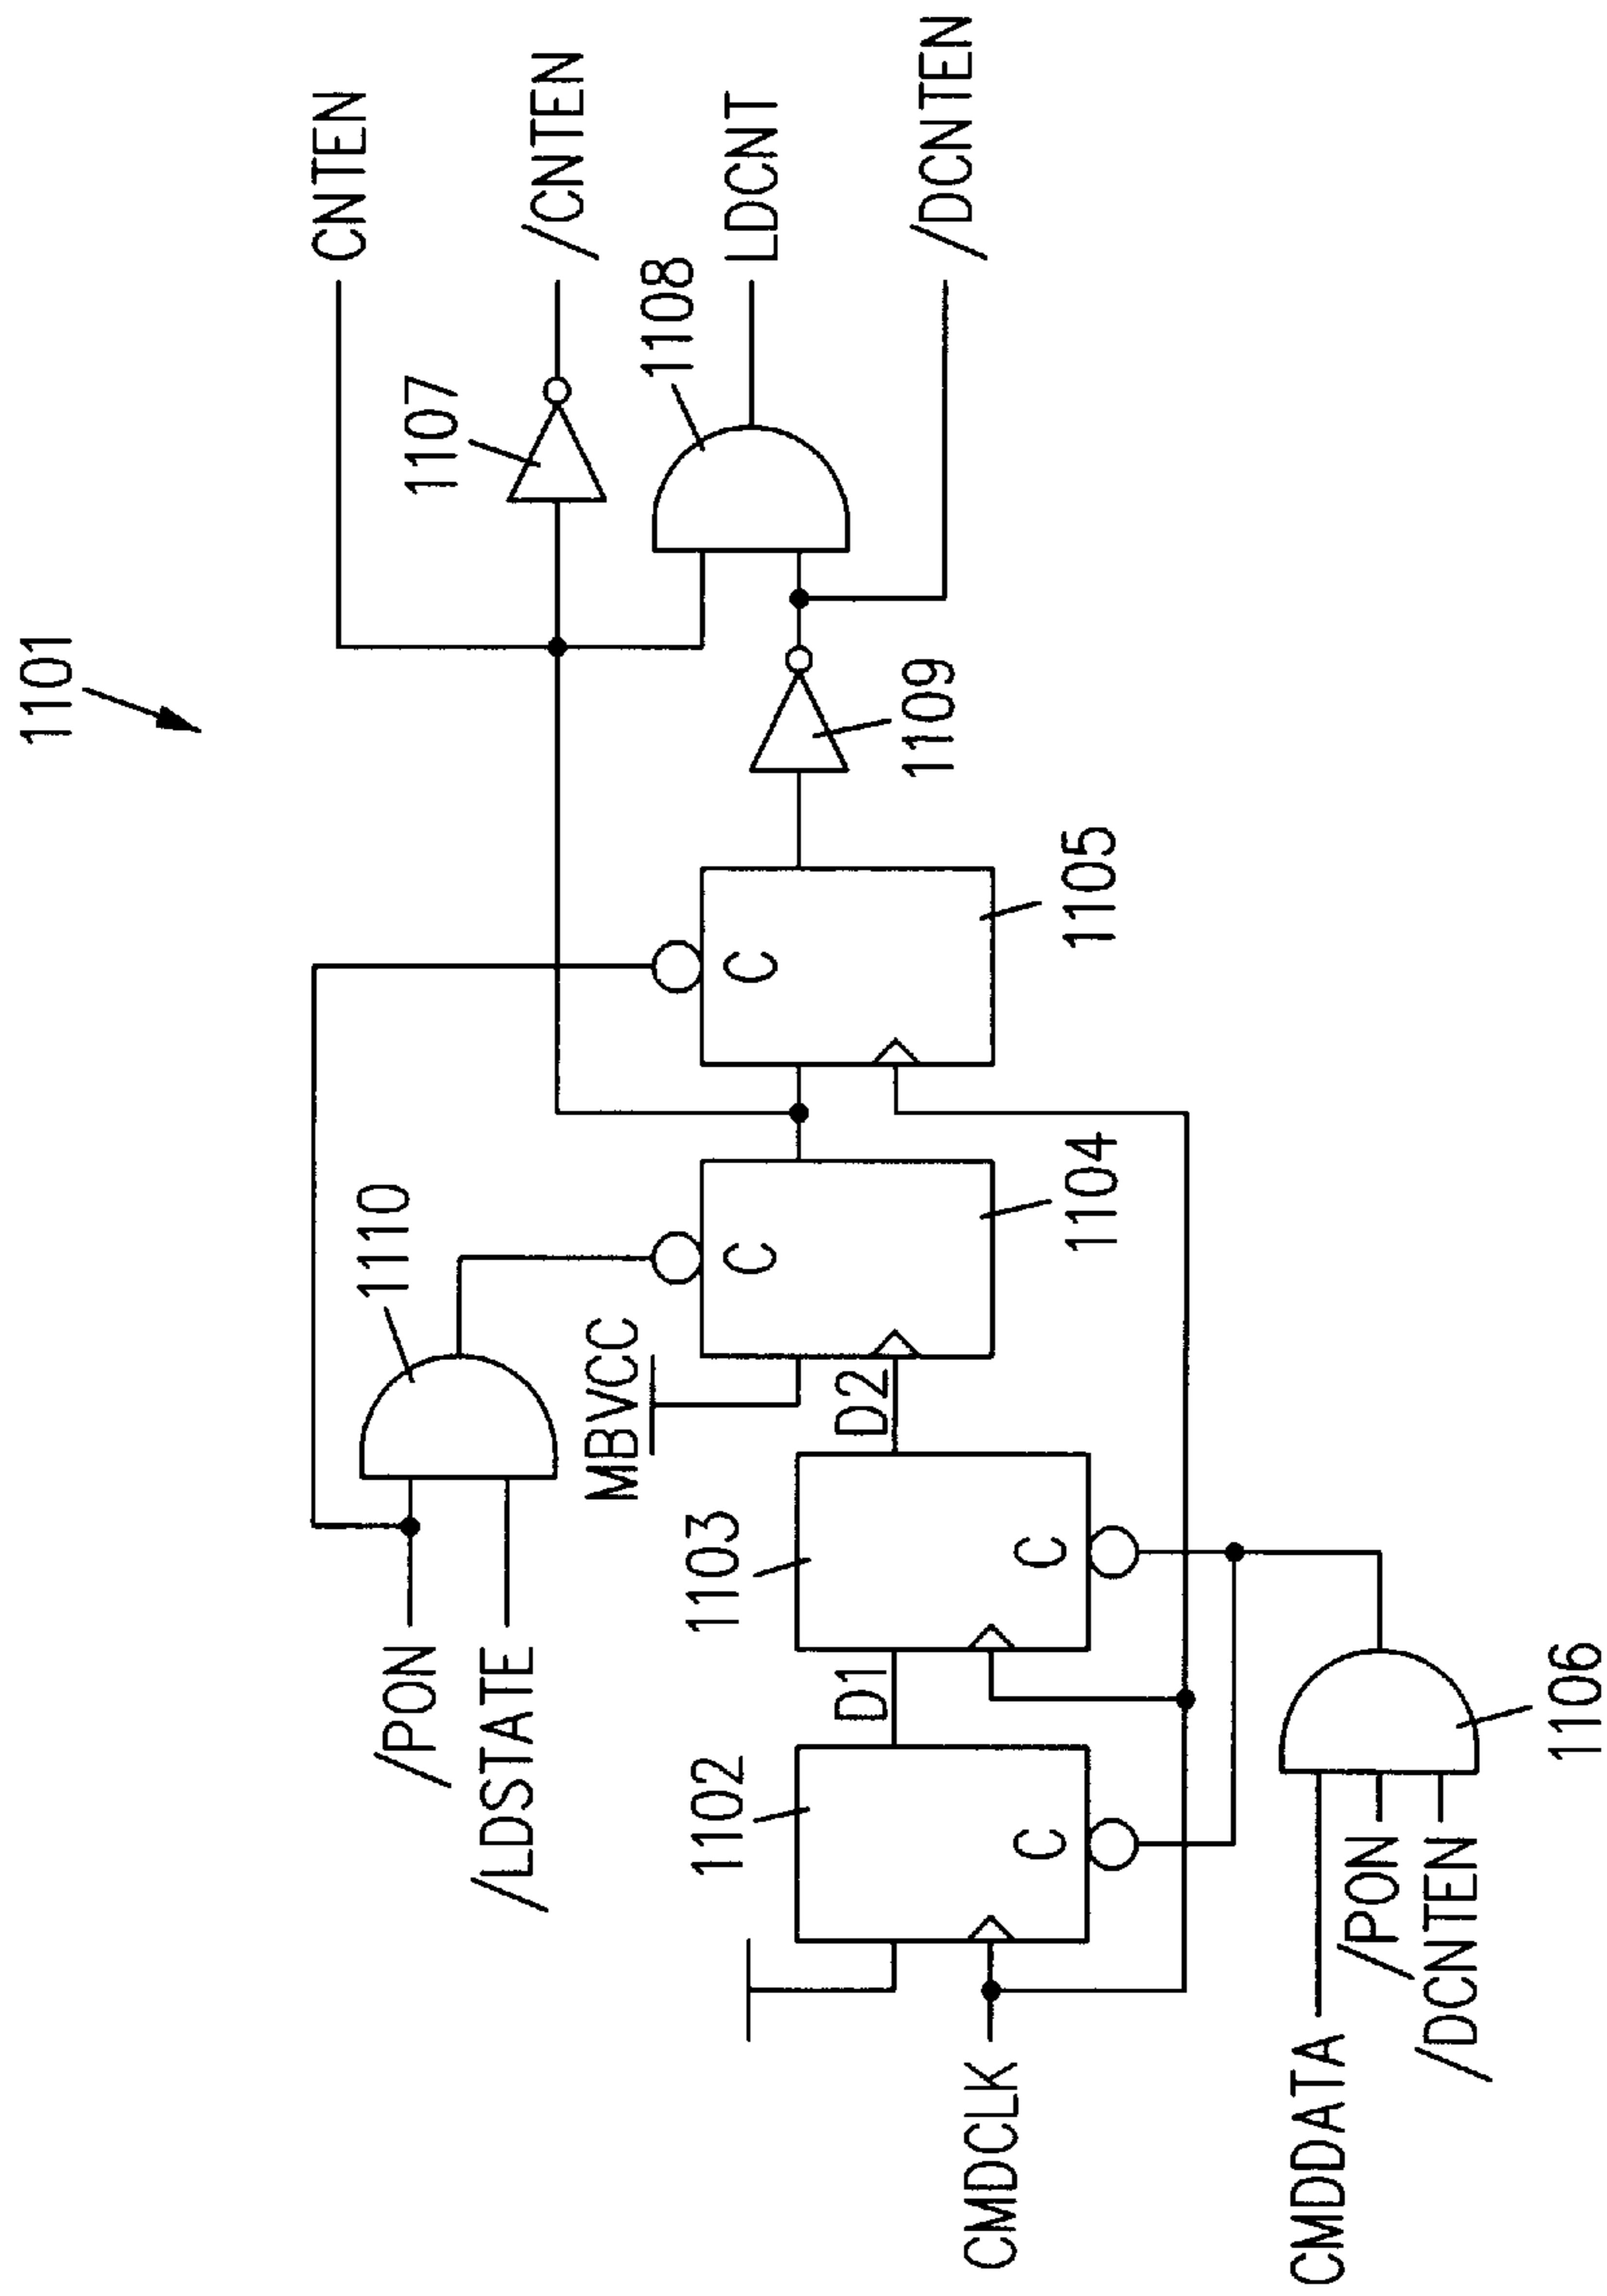 1101
CNTEN
/CNTEN
1107
1108
LDCNT
/DCNTEN
1109
1110
/PON
/LDSTATE
MBVCC
C
1105
C
1104
D2
1103
C
D1
1102
C
CMDCLK
CMDDATA
/PON
/DCNTEN
1106